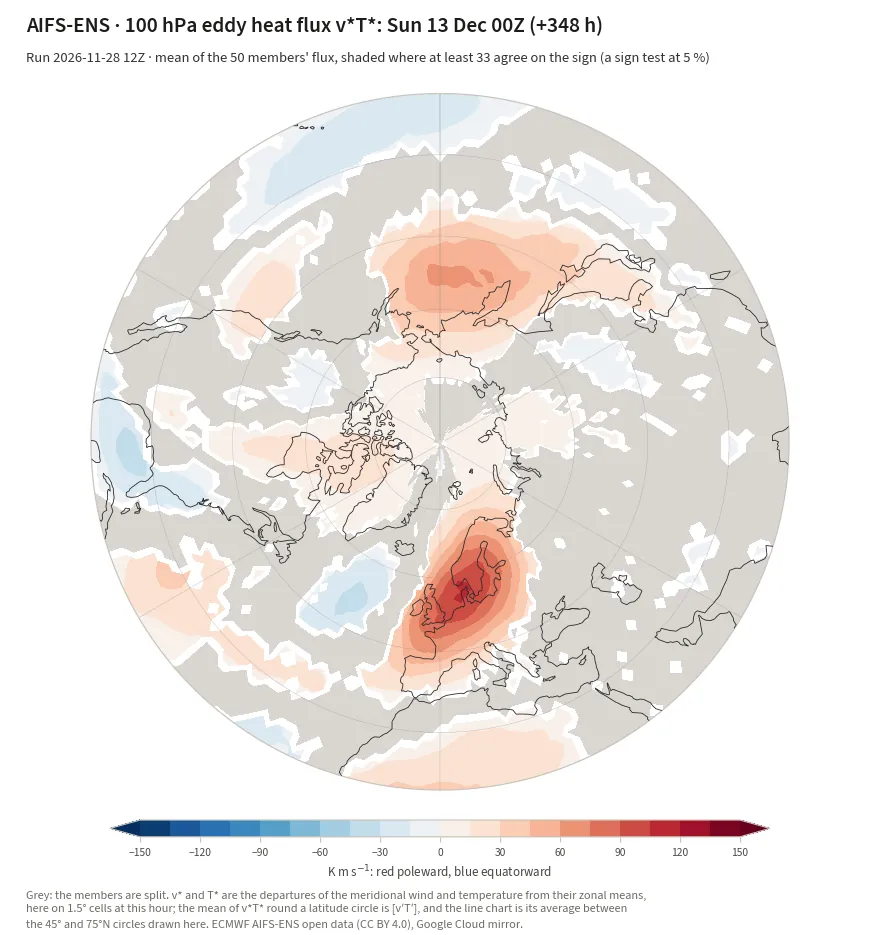 AIFS-ENS · 100 hPa eddy heat flux v*T*: Sun 13 Dec 00Z (+348 h)
Run 2026-11-28 12Z · mean of the 50 members' flux, shaded where at least 33 agree on the sign (a sign test at 5 %)
−150 −120 −90 −60 −30 0 30 60 90 120 150
K m s⁻¹: red poleward, blue equatorward
Grey: the members are split. v* and T* are the departures of the meridional wind and temperature from their zonal means,
here on 1.5° cells at this hour; the mean of v*T* round a latitude circle is [v'T'], and the line chart is its average between
the 45° and 75°N circles drawn here. ECMWF AIFS-ENS open data (CC BY 4.0), Google Cloud mirror.